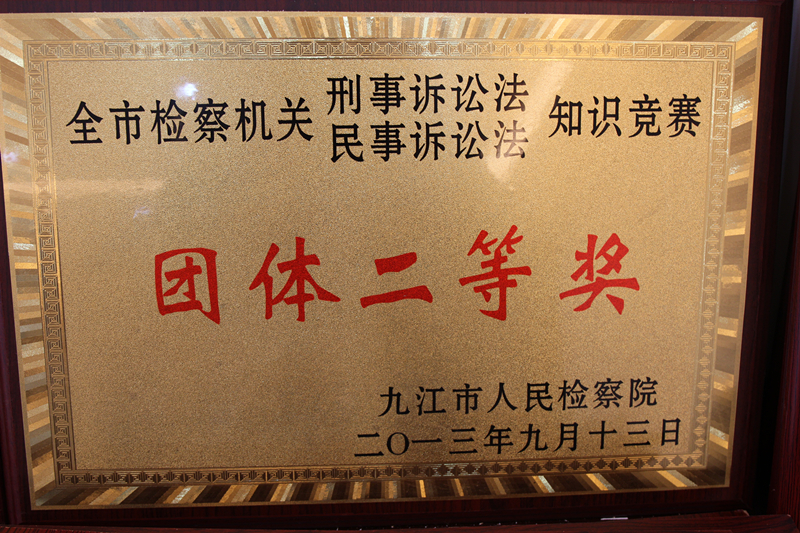 全市检察机关 刑事诉讼法 民事诉讼法 知识竞赛
团体二等奖
九江市人民检察院
二〇一三年九月十三日